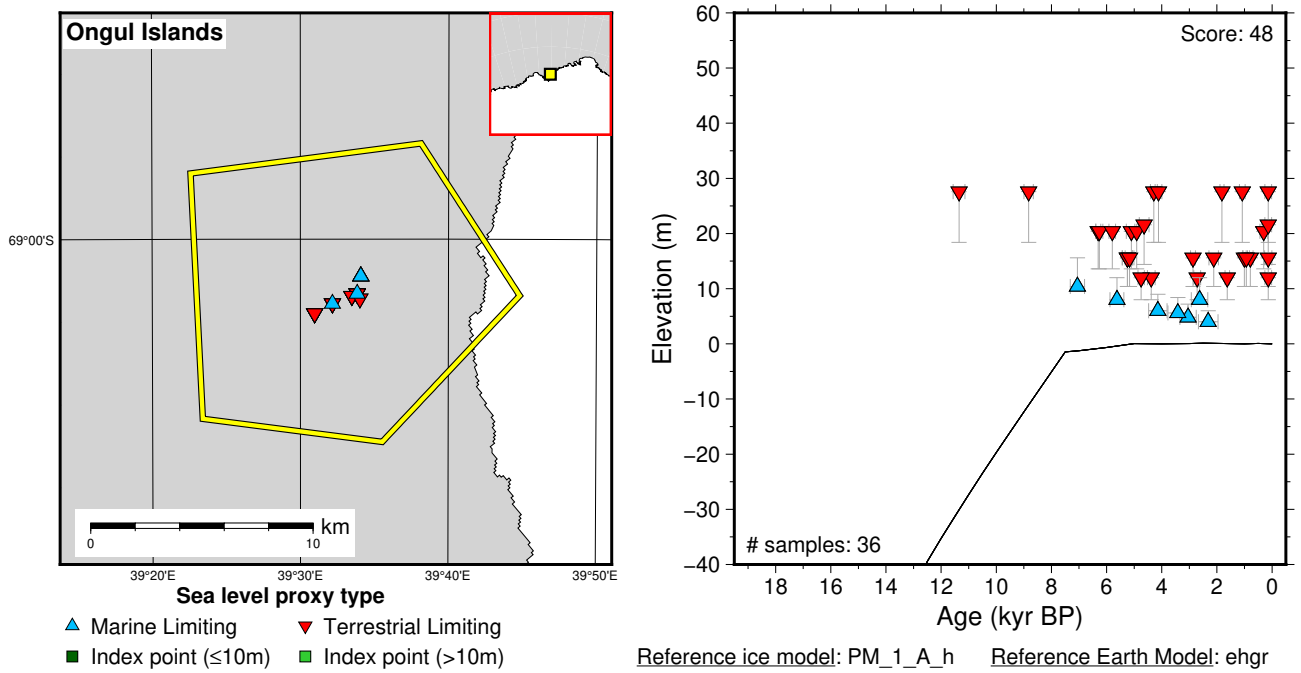 Ongul Islands
69°00'S
km
0
10
39°20'E
39°30'E
39°40'E
39°50'E
Sea level proxy type
Marine Limiting
Terrestrial Limiting
Index point (≤10m)
Index point (>10m)
Score: 48
60
50
40
30
20
10
0
−10
−20
−30
−40
Elevation (m)
# samples: 36
18 16 14 12 10 8 6 4 2 0
Age (kyr BP)
Reference ice model: PM_1_A_h Reference Earth Model: ehgr